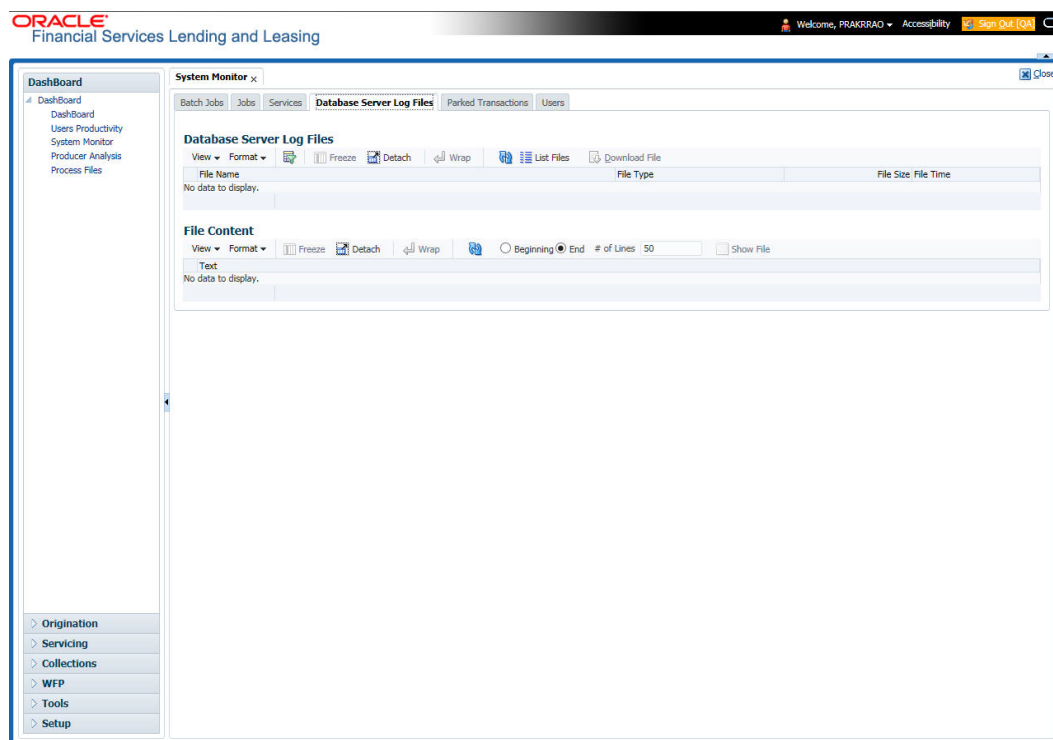 ORACLE
Financial Services Lending and Leasing
Welcome, PRAKRRAO Accessibility Sign Out [QA]
DashBoard
DashBoard
DashBoard
Users Productivity
System Monitor
Producer Analysis
Process Files
Origination
Servicing
Collections
WFP
Tools
Setup
System Monitor x
Close
Batch Jobs Jobs Services Database Server Log Files Parked Transactions Users
Database Server Log Files
View Format Freeze Detach Wrap List Files Download File
File Name File Type File Size File Time
No data to display.
File Content
View Format Freeze Detach Wrap Beginning End # of Lines 50 Show File
Text
No data to display.